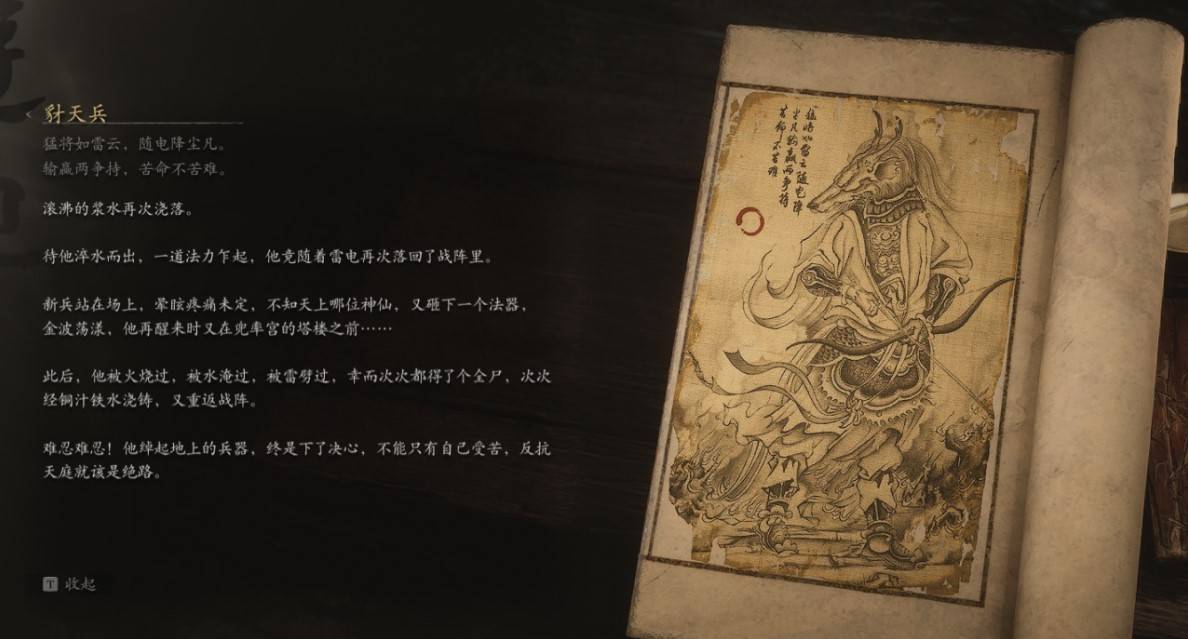 豺天兵
猛将如雷云，随电降尘凡。
输赢两争持，苦命不苦难。
滚沸的浆水再次浇落。
待他淬水而出，一道法力乍起，他竟随着雷电再次落回了战阵里。
新兵站在场上，晕眩疼痛未定，不知天上哪位神仙，又砸下一个法器，
金波荡漾，他再醒来时又在兜率宫的塔楼之前……
此后，他被火烧过，被水淹过，被雷劈过，幸而次次都得了个全尸，次次
经铜汁铁水浇铸，又重返战阵。
难忍难忍！他绰起地上的兵器，终是下了决心，不能只有自己受苦，反抗
天庭就该是绝路。
T 收起
猛将如雷云随电降
尘凡输赢两争持
苦命不苦难